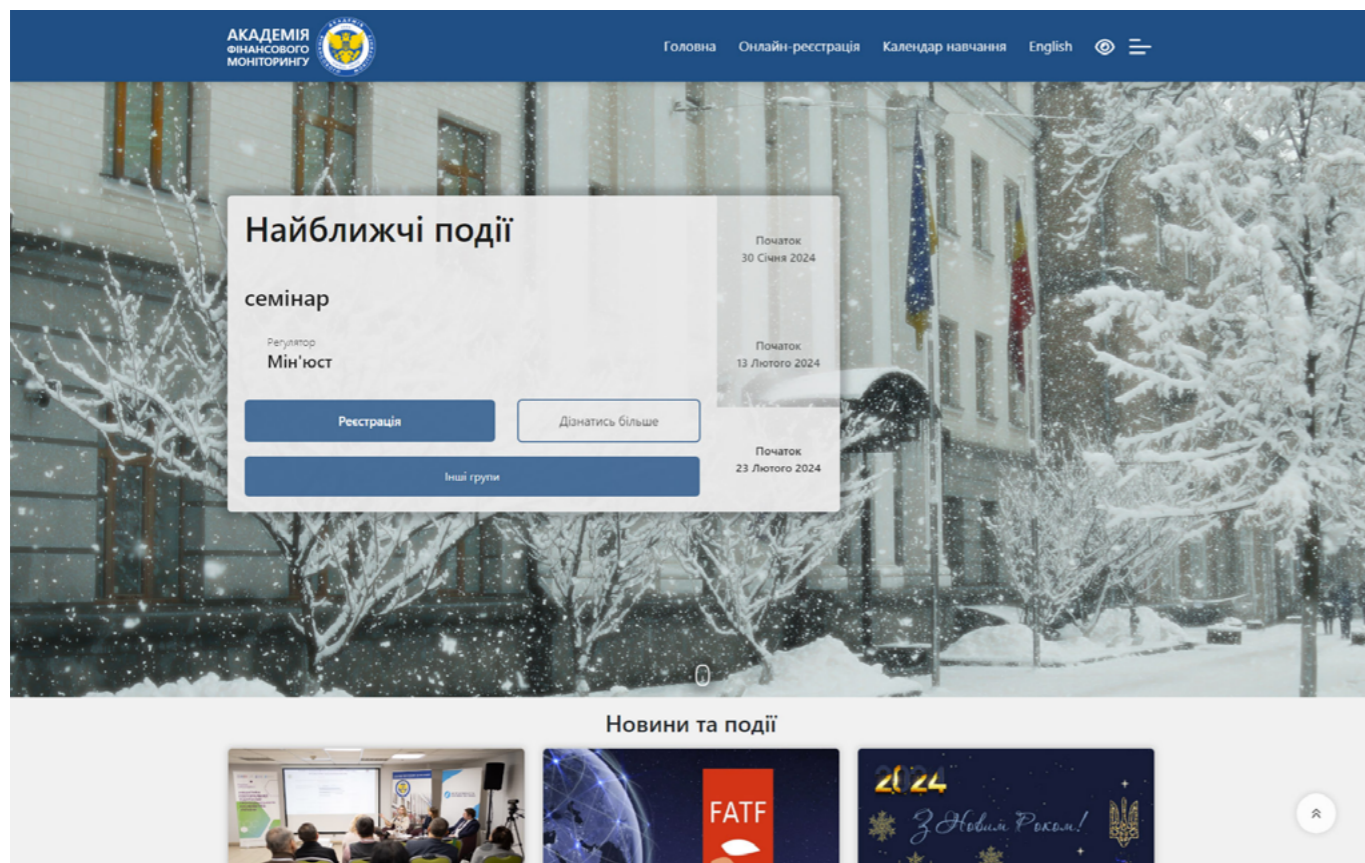 АКАДЕМІЯ
ФІНАНСОВОГО
МОНІТОРИНГУ
Головна
Онлайн-реєстрація
Календар навчання
English
Найближчі події
семінар
Регулятор
Мін'юст
Реєстрація
Дізнатись більше
Інші групи
Початок
30 Січня 2024
Початок
13 Лютого 2024
Початок
23 Лютого 2024
Новини та події
FATF
2024
З Новим Роком!